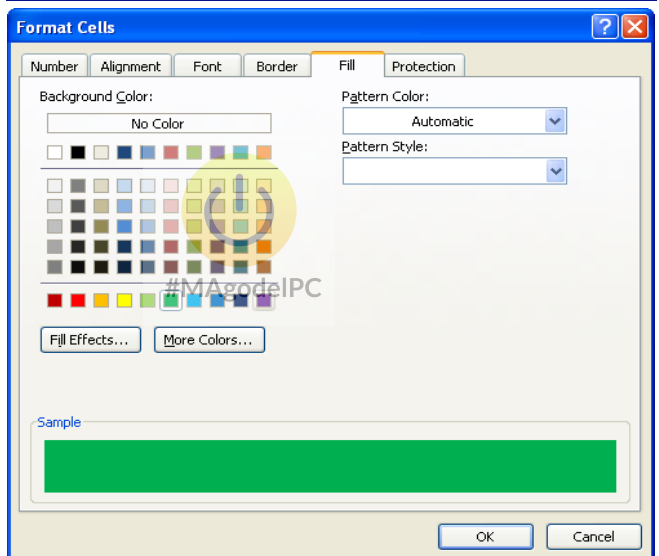 Format Cells
Number Alignment Font Border Fill Protection
Background Color:
No Color
Pattern Color:
Automatic
Pattern Style:
#MAgodelPC
Fill Effects... More Colors...
Sample
OK Cancel